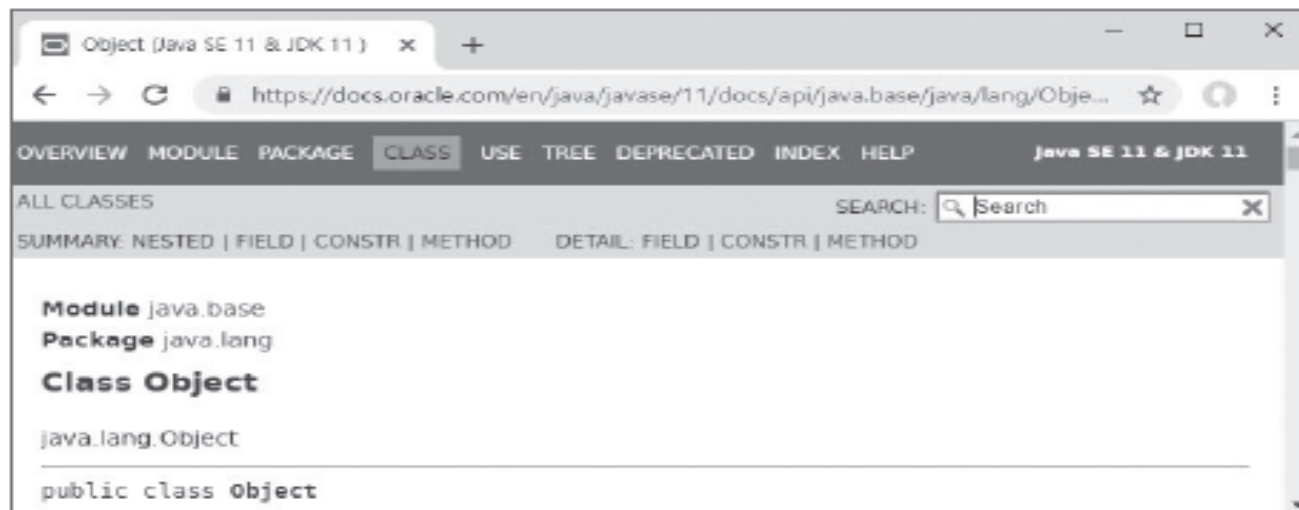 Object (Java SE 11 & JDK 11 )
https://docs.oracle.com/en/java/javase/11/docs/api/java.base/java/lang/Obje...
OVERVIEW MODULE PACKAGE CLASS USE TREE DEPRECATED INDEX HELP Java SE 11 & JDK 11
ALL CLASSES SEARCH: Search
SUMMARY: NESTED | FIELD | CONSTR | METHOD DETAIL: FIELD | CONSTR | METHOD
Module java.base
Package java.lang
Class Object
java.lang.Object
public class Object